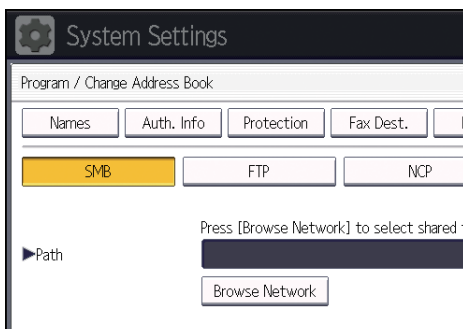 System Settings
Program / Change Address Book
Names Auth. Info Protection Fax Dest.
SMB FTP NCP
Press [Browse Network] to select shared
▶Path
Browse Network